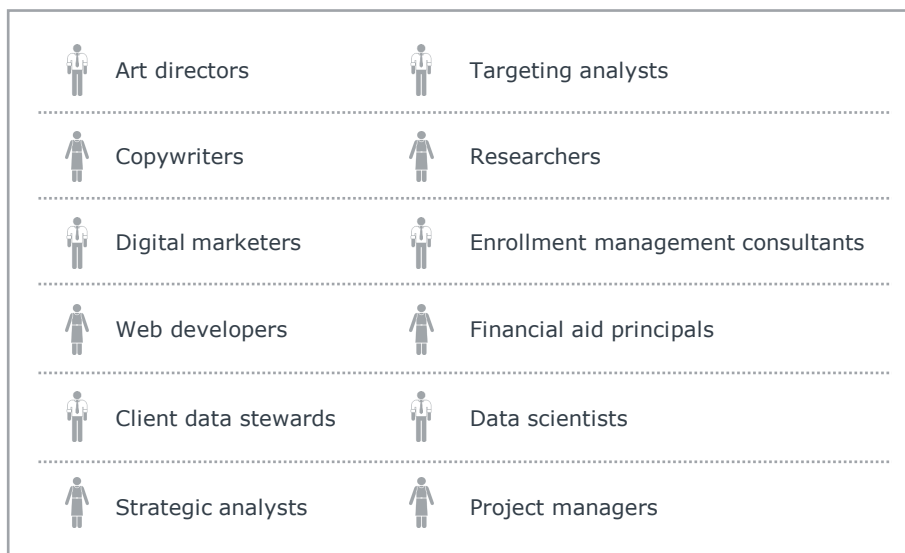 Art directors
Targeting analysts
Copywriters
Researchers
Digital marketers
Enrollment management consultants
Web developers
Financial aid principals
Client data stewards
Data scientists
Strategic analysts
Project managers